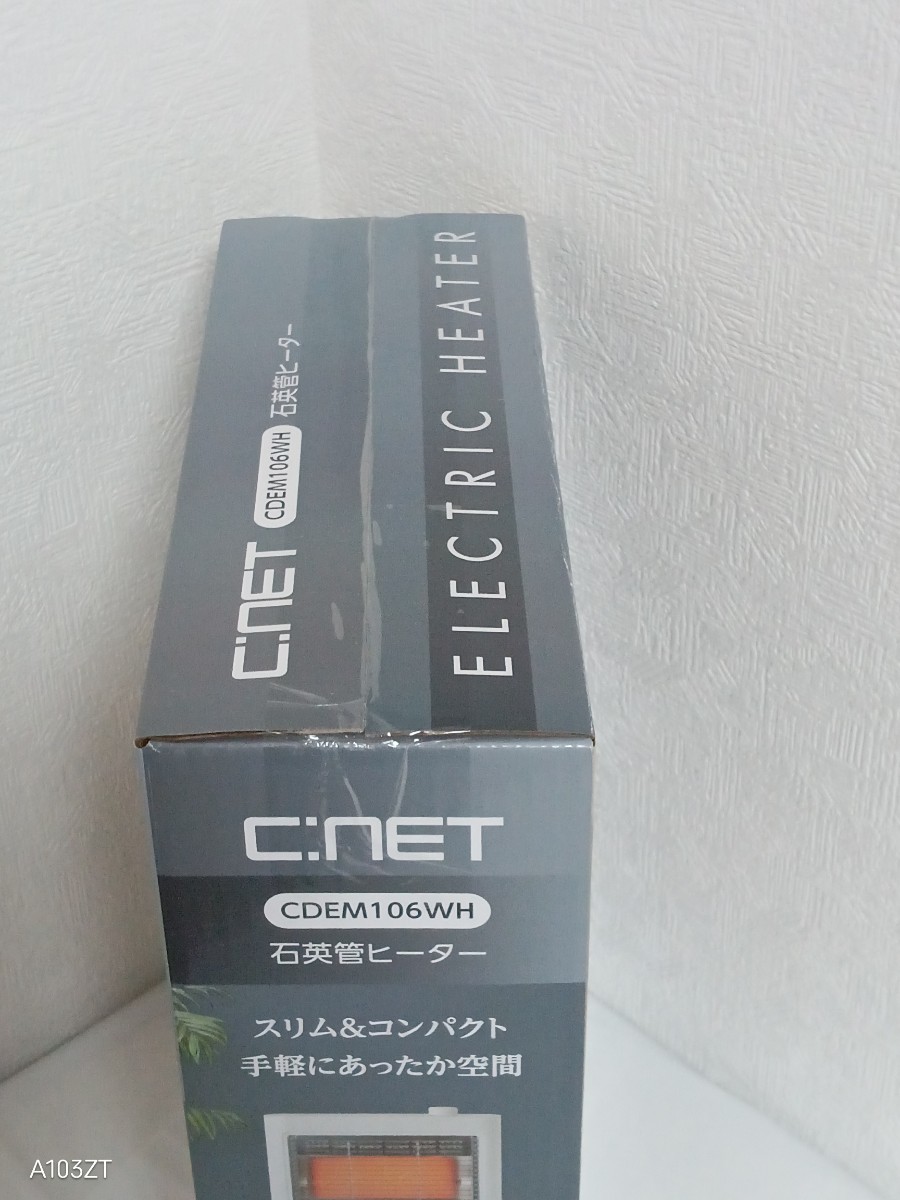 C:NET CDEM106WH 石英管ヒーター
ELECTRIC HEATER
C:NET
CDEM106WH
石英管ヒーター
スリム&コンパクト
手軽にあったか空間
A103ZT